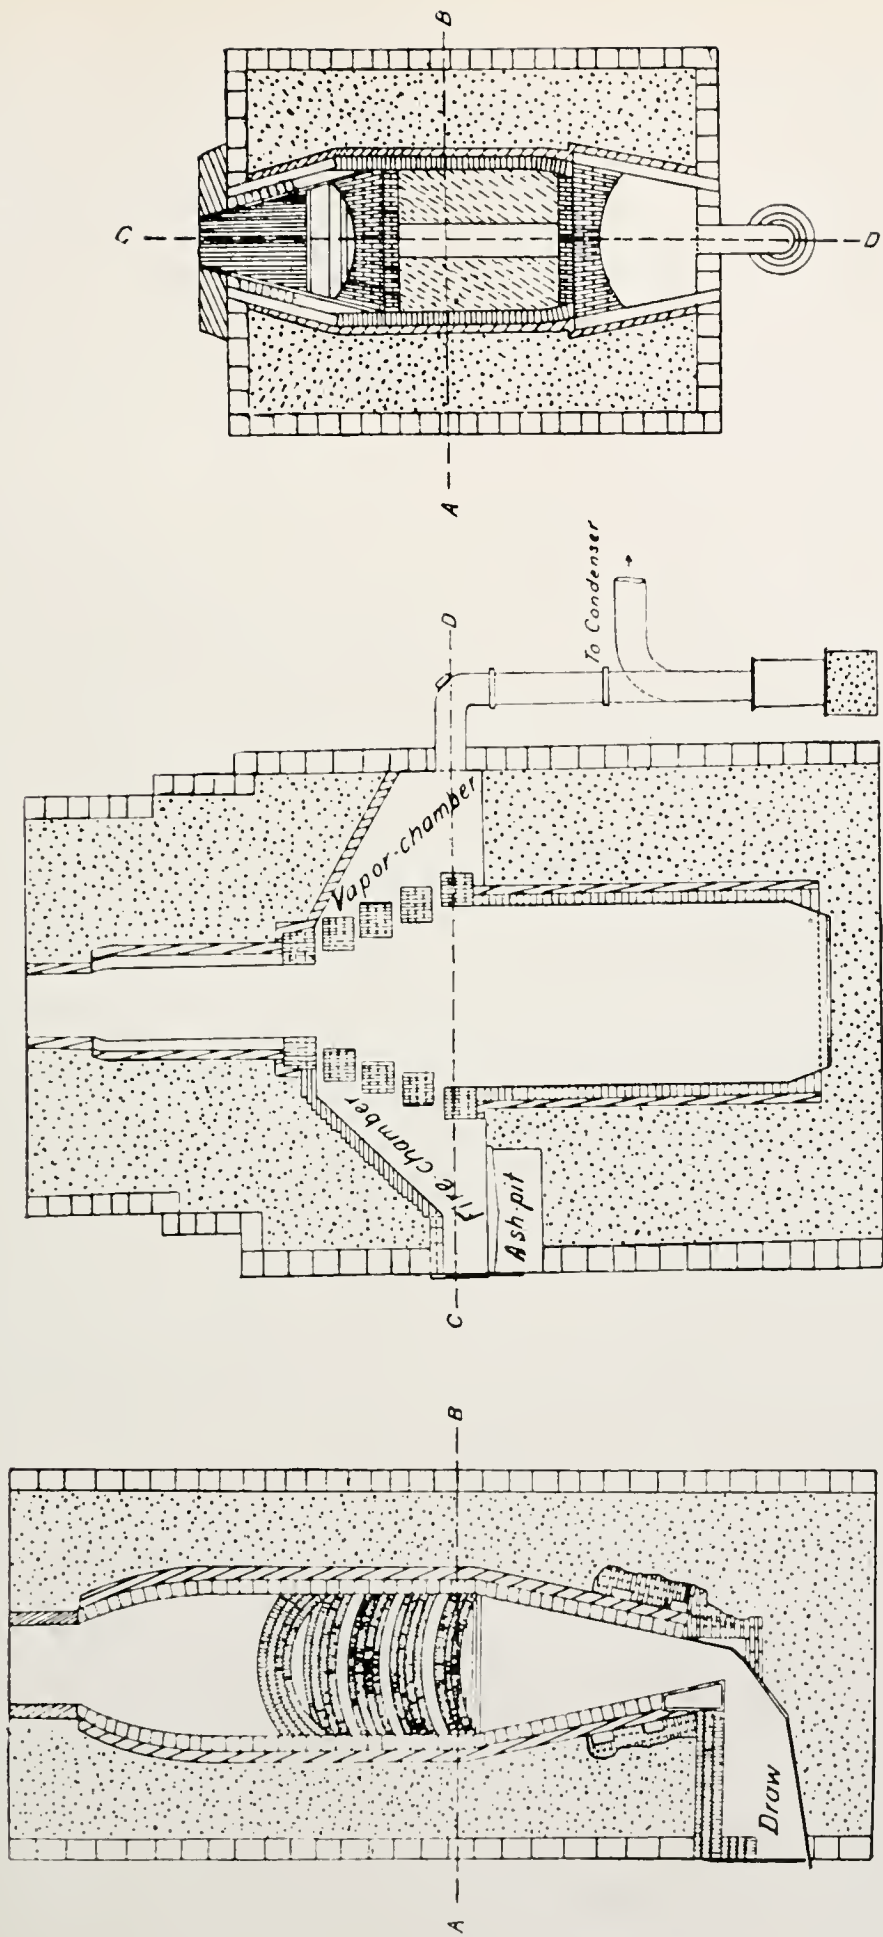 B
C
D
A
To Condenser
D
Vapor-chamber
Fire-chamber
Ash pit
C
B
Draw
A